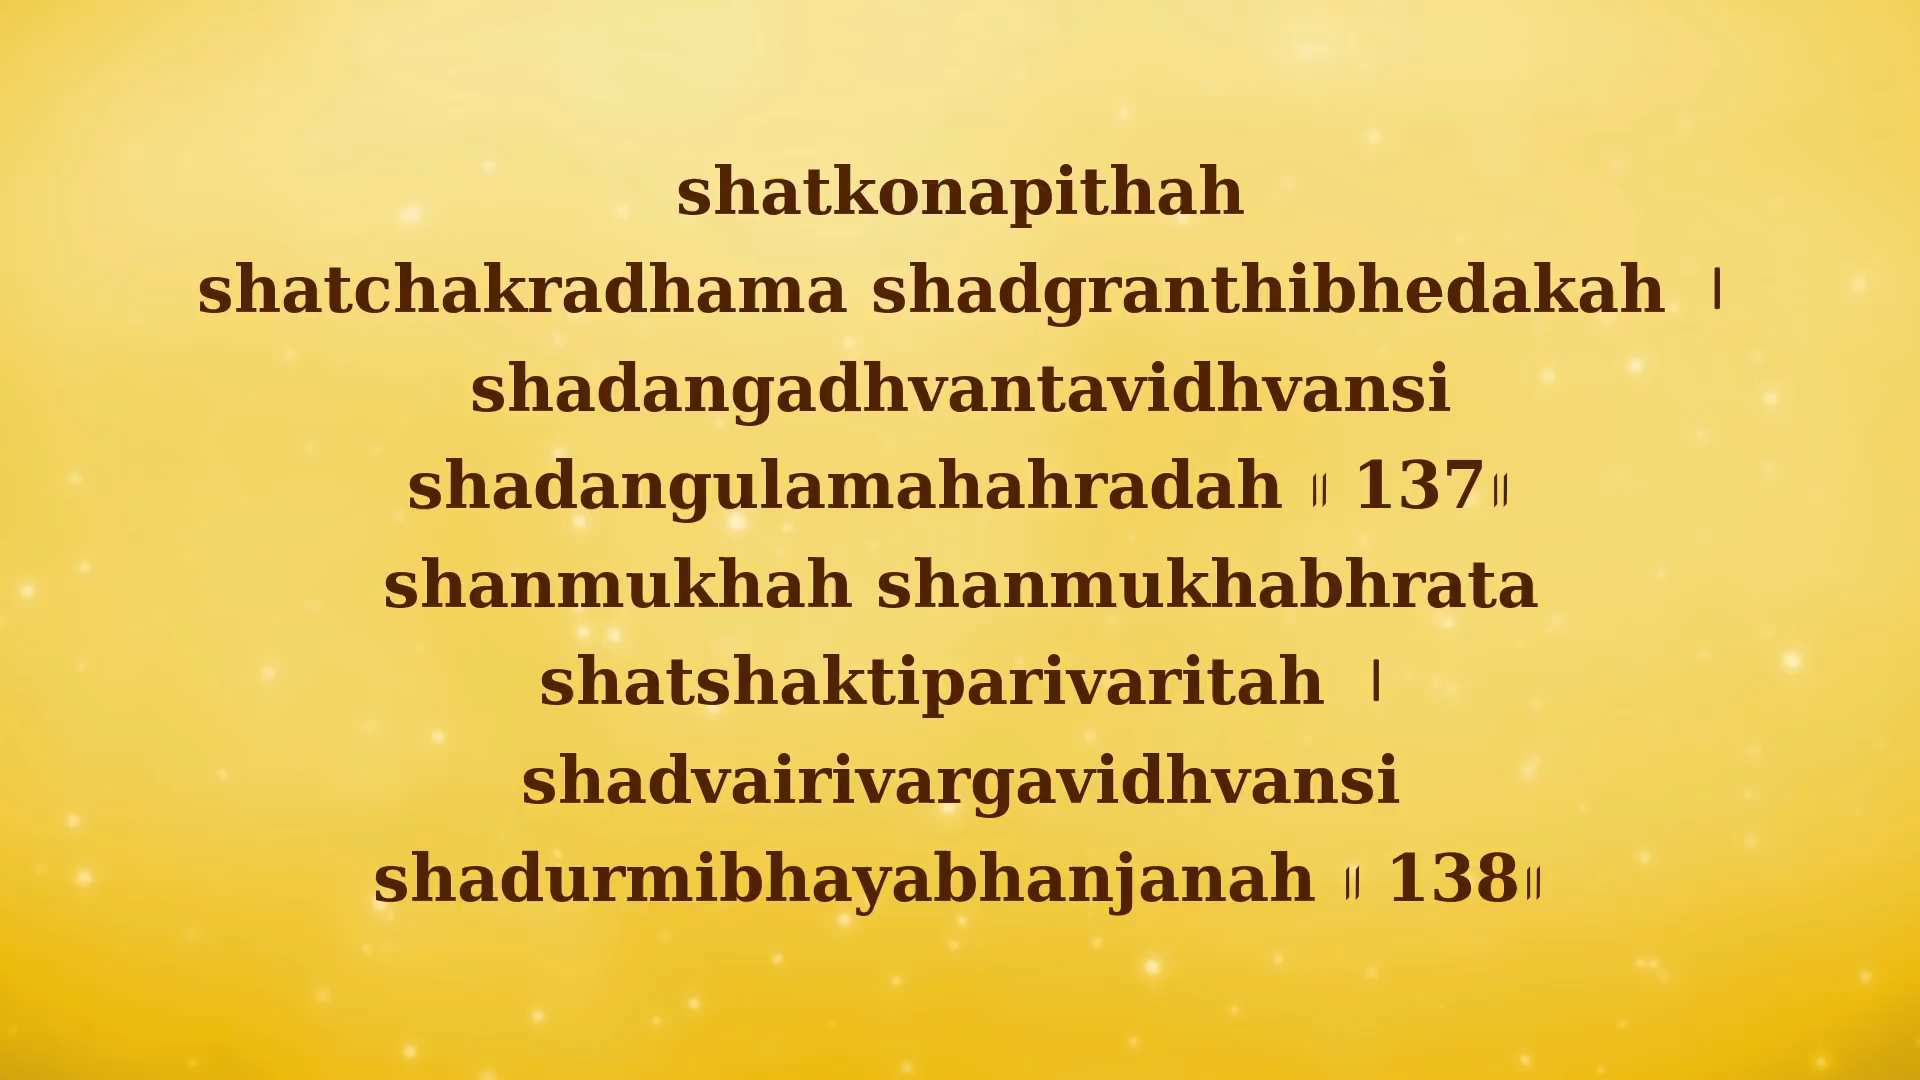 shatkonapithah
shatchakradhama shadgranthibhedakah ।
shadangadhvantavidhvansi
shadangulamahahradah ॥ 137॥
shanmukhah shanmukhabhrata
shatshaktiparivaritah ।
shadvairivargavidhvansi
shadurmibhayabhanjanah ॥ 138॥